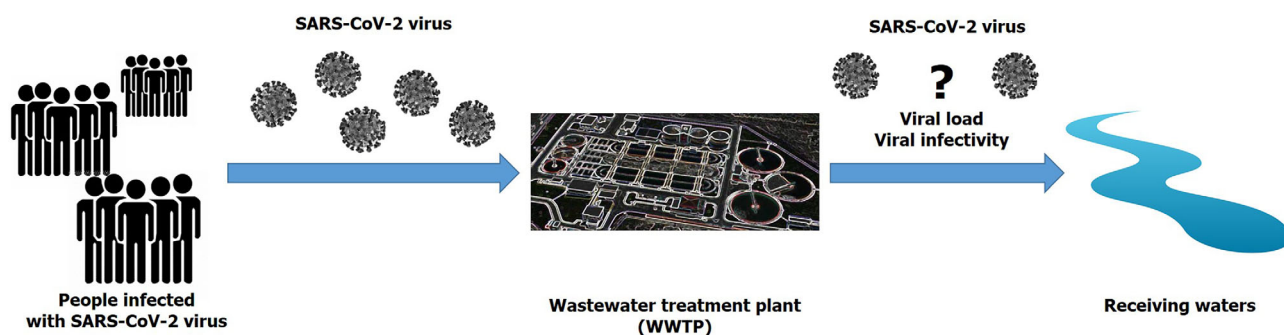 SARS-CoV-2 virus
SARS-CoV-2 virus
?
Viral load
Viral infectivity
People infected
with SARS-CoV-2 virus
Wastewater treatment plant
(WWTP)
Receiving waters